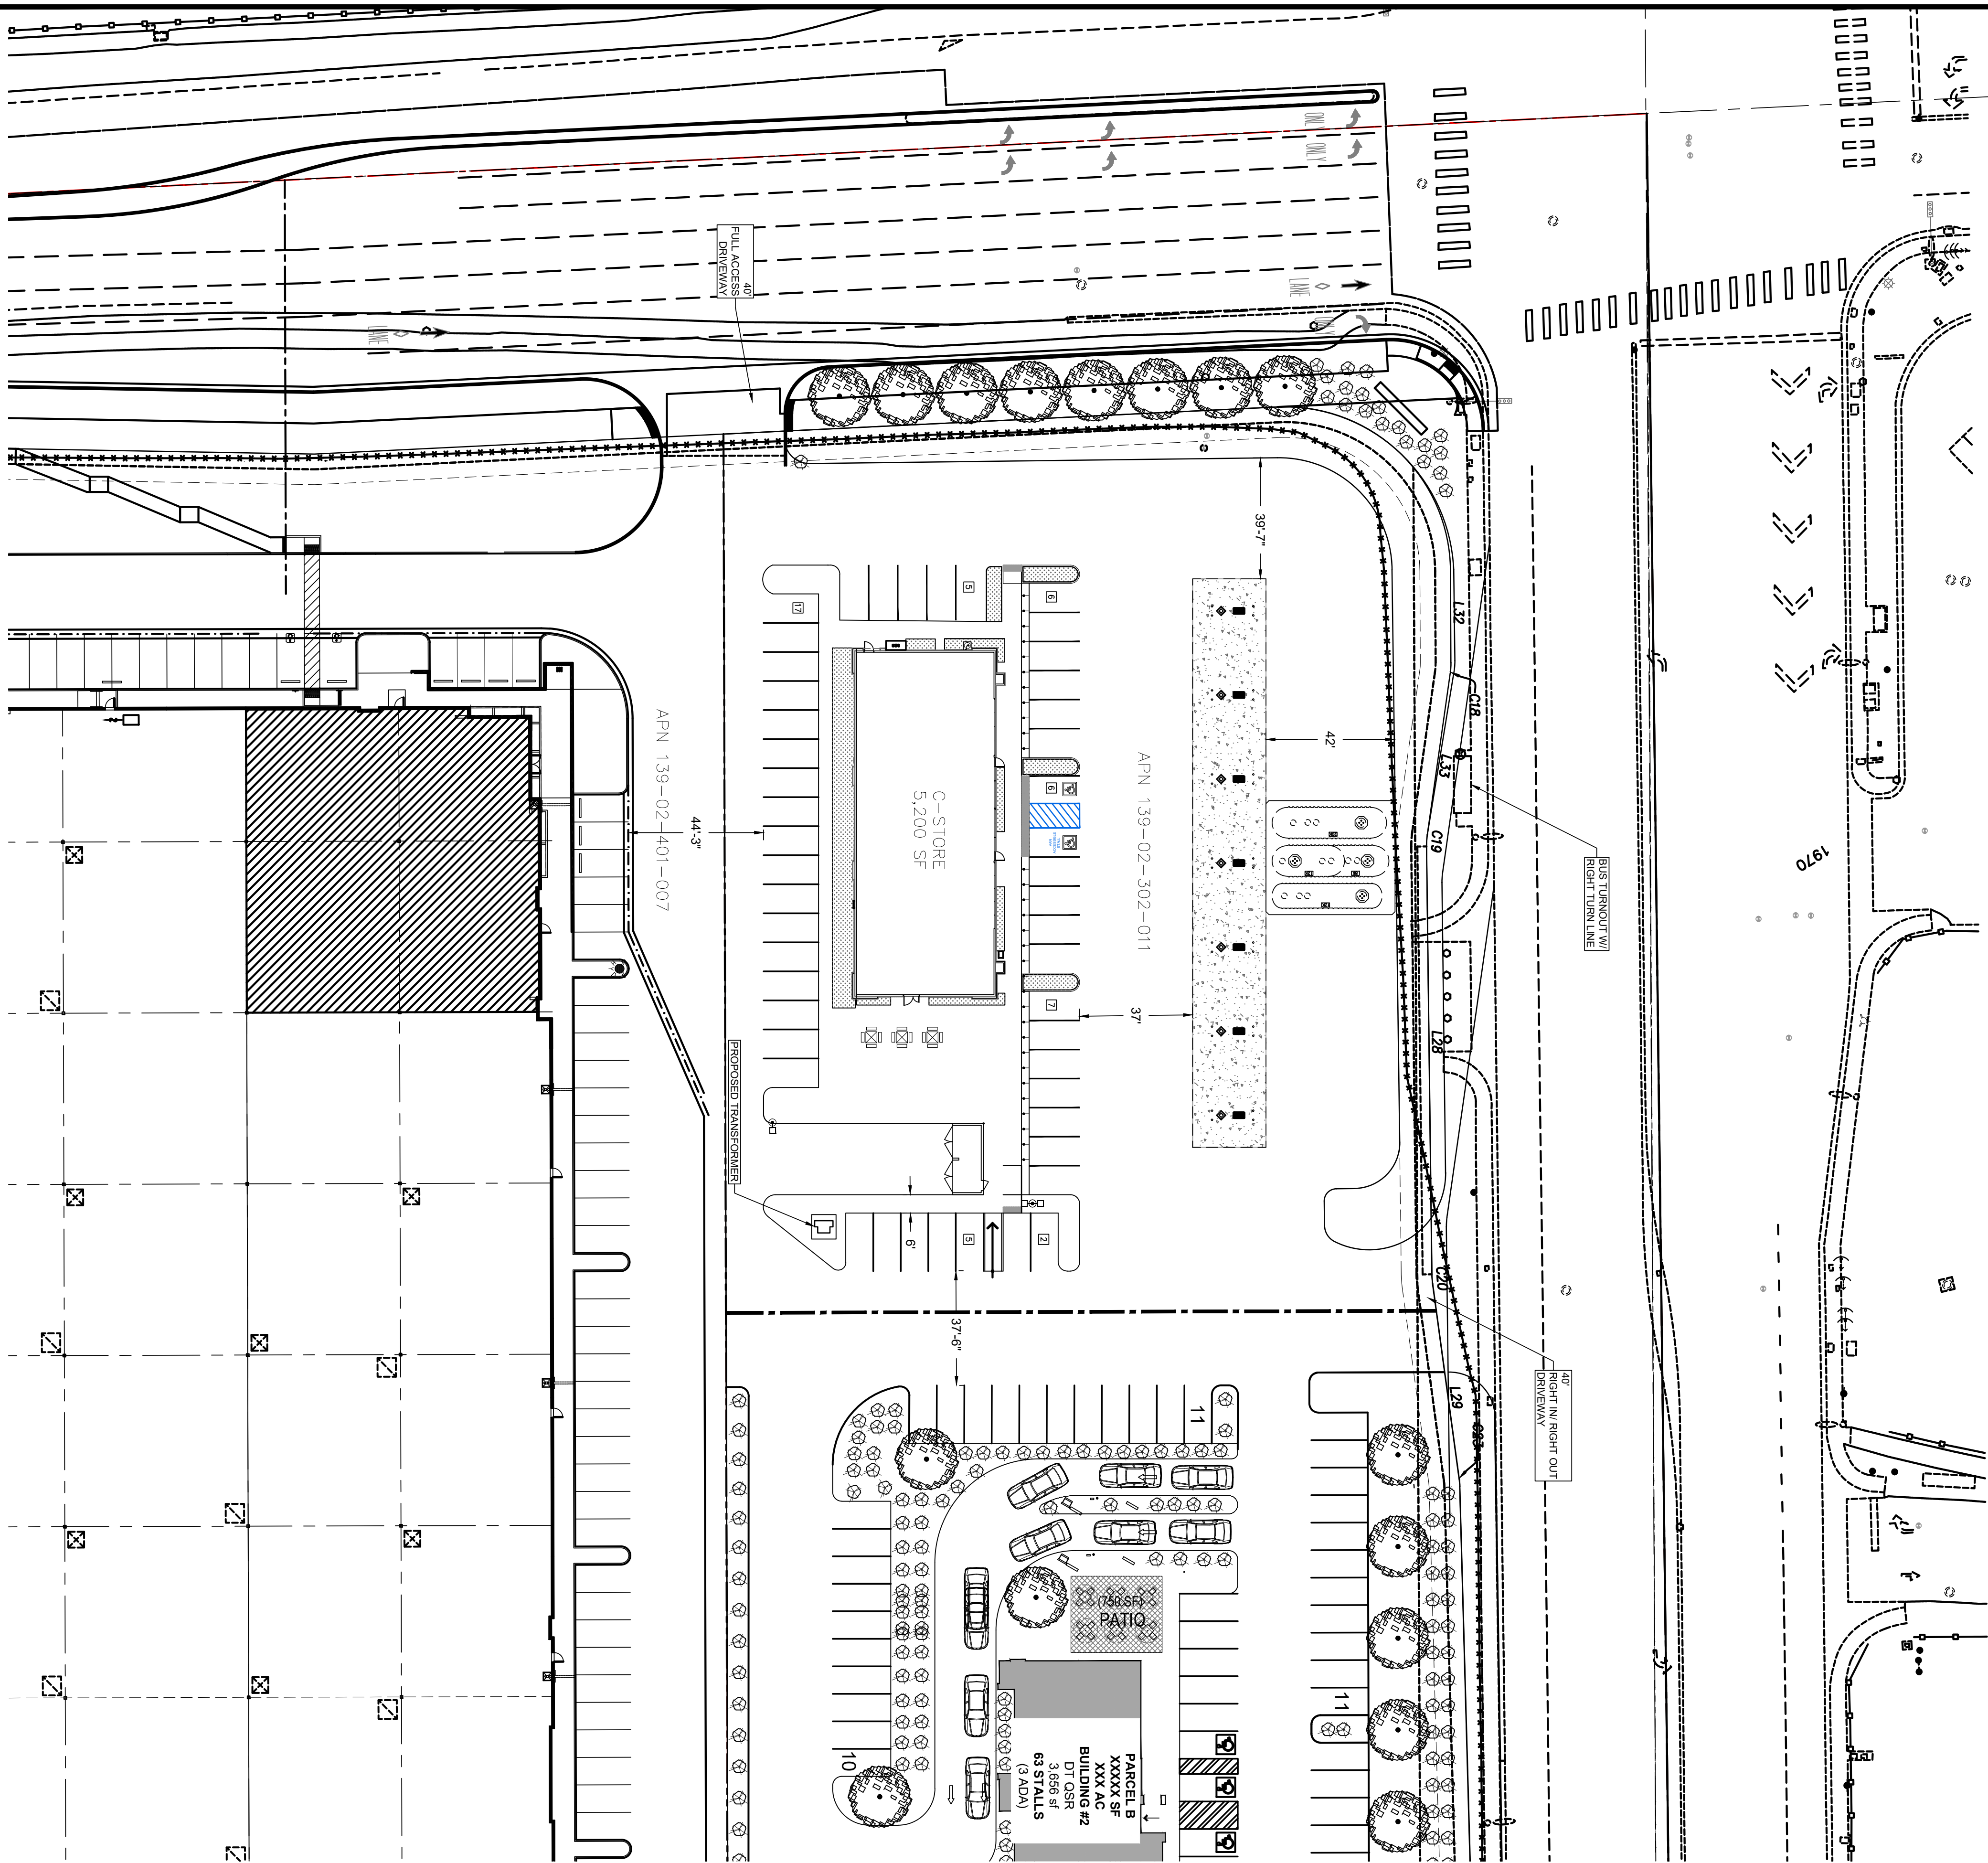 ONLY
ONLY
LANE
LANE
40'
FULL ACCESS
DRIVEWAY
39'-7"
L32
C18
L33
42'
C19
BUS TURNOUT W/
RIGHT TURN LINE
1970
5
6
17
APN 139-02-401-007
44'-3"
C-STORE
5,200 SF
6
APN 139-02-302-011
7
37'
L28
PROPOSED TRANSFORMER
6'
5
2
C20
37'-6"
40'
RIGHT IN/ RIGHT OUT
DRIVEWAY
L29
11
(759 SF)
PATIO
11
10
PARCEL B
XXXXX SF
XXX AC
BUILDING #2
DT QSR
3,656 sf
63 STALLS
(3 ADA)